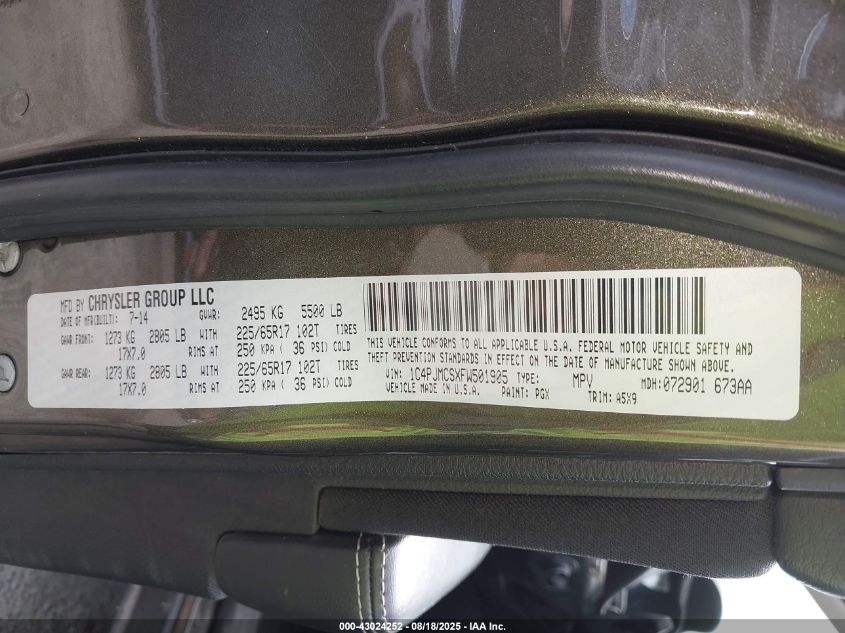 MFD BY CHRYSLER GROUP LLC
DATE OF MFR(BUILT): 7-14 GVWR: 2495 KG 5500 LB
GAWR FRONT: 1273 KG 2805 LB WITH 225/65R17 102T TIRES
17X7.0 RIMS AT 250 KPA ( 36 PSI) COLD
GAWR REAR: 1273 KG 2805 LB WITH 225/65R17 102T TIRES
17X7.0 RIMS AT 250 KPA ( 36 PSI) COLD
THIS VEHICLE CONFORMS TO ALL APPLICABLE U.S.A. FEDERAL MOTOR VEHICLE SAFETY AND
THEFT PREVENTION STANDARDS IN EFFECT ON THE DATE OF MANUFACTURE SHOWN ABOVE.
VIN: 1C4PJMCSXFW501905 TYPE: MPV MDH: 072901 673AA
VEHICLE MADE IN U.S.A. PAINT: PGX TRIM: A5X9
000-43024252 - 08/18/2025 - IAA Inc.